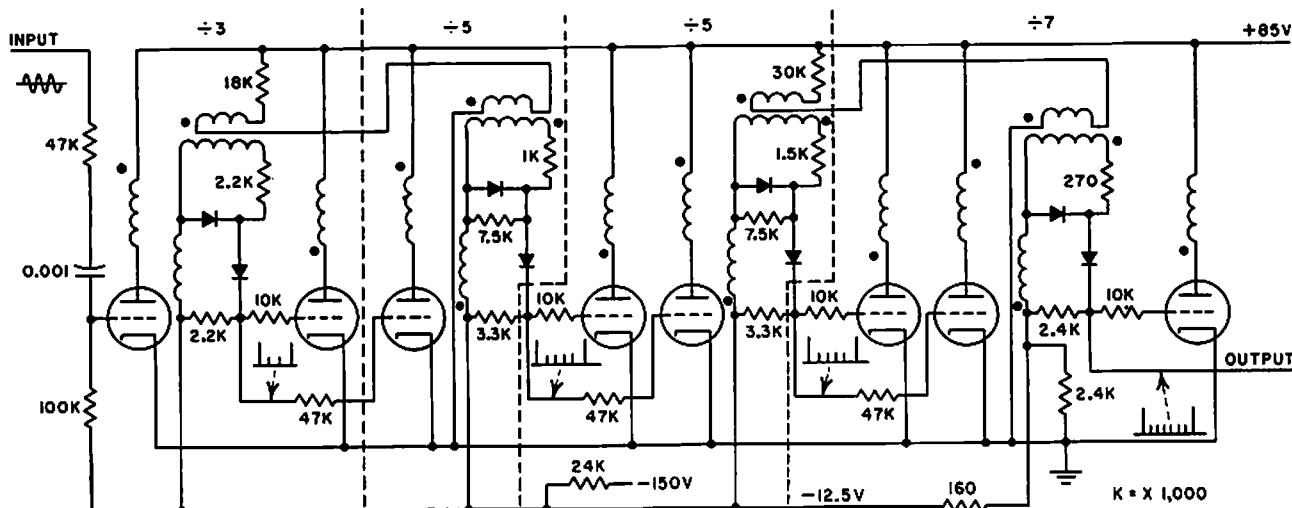 ÷3
÷5
÷5
÷7
INPUT
+85V
18K
30K
47K
1K
1.5K
2.2K
270
7.5K
7.5K
0.001
10K
10K
10K
10K
2.2K
3.3K
3.3K
2.4K
OUTPUT
100K
47K
47K
47K
2.4K
24K
-150V
-12.5V
160
K = X 1,000